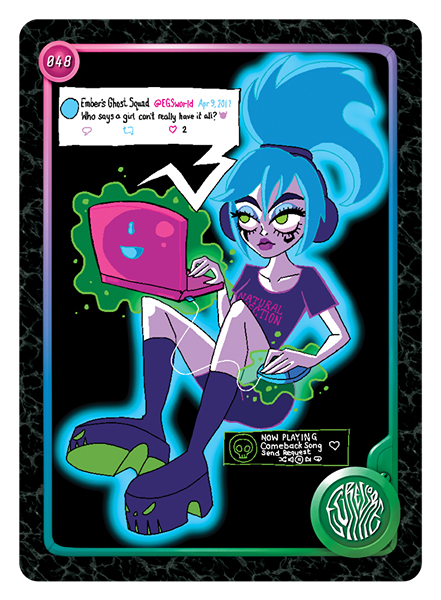 048
Ember's Ghost Squad @EGSworld Apr 9, 2012
Who says a girl can't really have it all?
2
NATURAL
NOW PLAYING
Comeback Song
Send Request